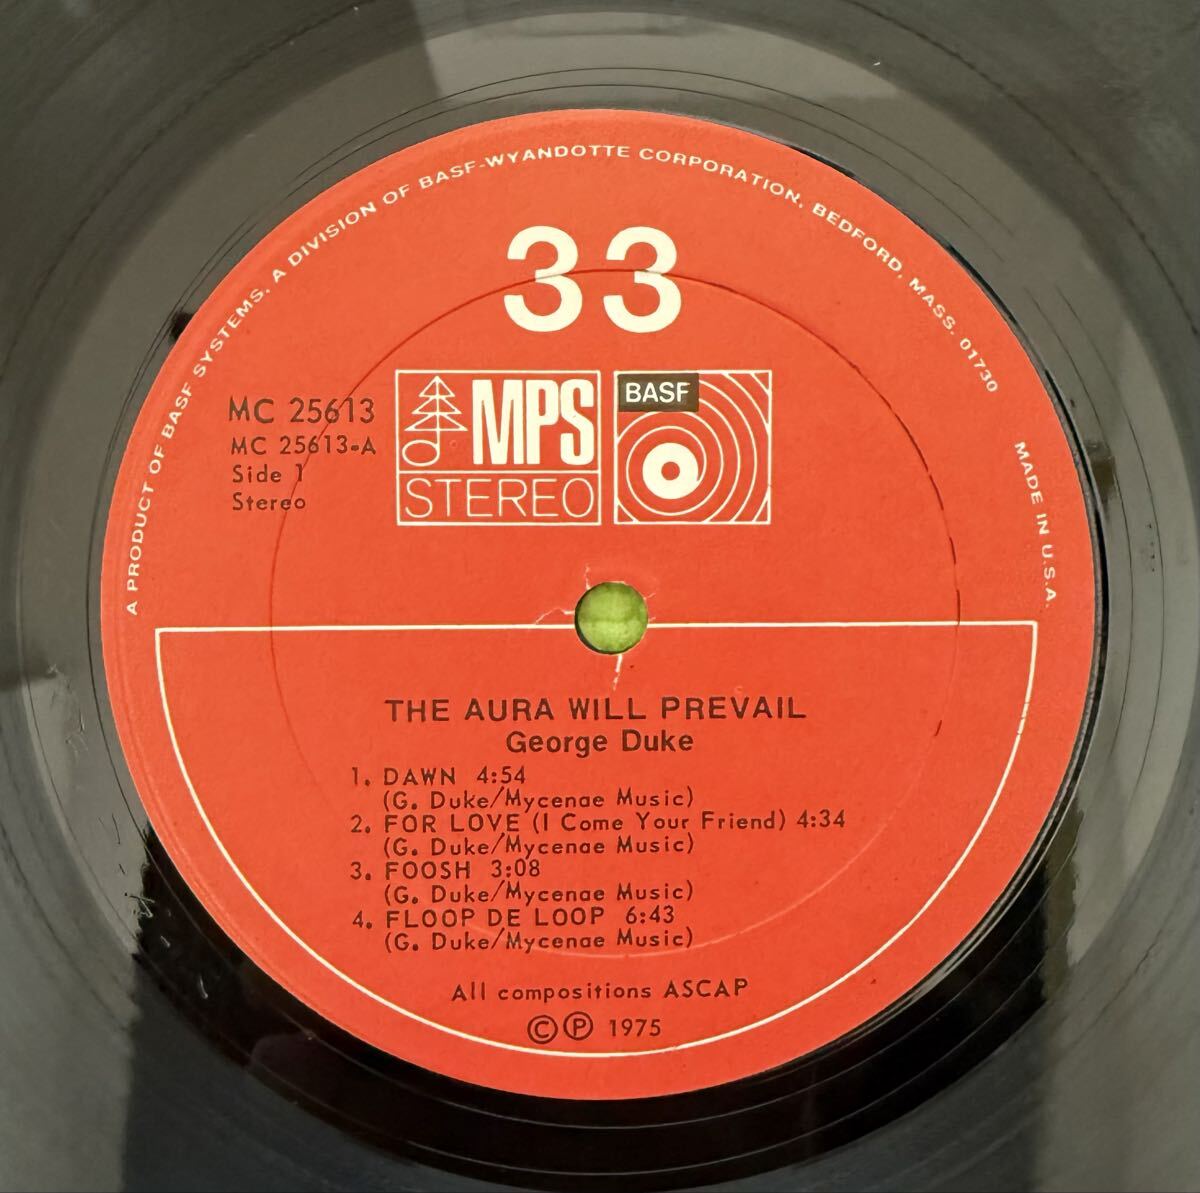 A PRODUCT OF BASF SYSTEMS, A DIVISION OF BASF-WYANDOTTE CORPORATION, BEDFORD, MASS. 01730
MADE IN U.S.A.
33
MC 25613
MC 25613-A
Side 1
Stereo
MPS
STEREO
BASF
THE AURA WILL PREVAIL
George Duke
1. DAWN 4:54
(G. Duke/Mycenae Music)
2. FOR LOVE (I Come Your Friend) 4:34
(G. Duke/Mycenae Music)
3. FOOSH 3:08
(G. Duke/Mycenae Music)
4. FLOOP DE LOOP 6:43
(G. Duke/Mycenae Music)
All compositions ASCAP
© ℗ 1975